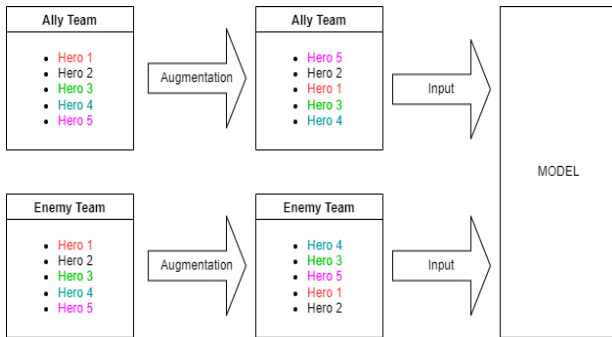 Ally Team
Hero 1
Hero 2
Hero 3
Hero 4
Hero 5
Augmentation
Ally Team
Hero 5
Hero 2
Hero 1
Hero 3
Hero 4
Input
Enemy Team
Hero 1
Hero 2
Hero 3
Hero 4
Hero 5
Augmentation
Enemy Team
Hero 4
Hero 3
Hero 5
Hero 1
Hero 2
Input
MODEL